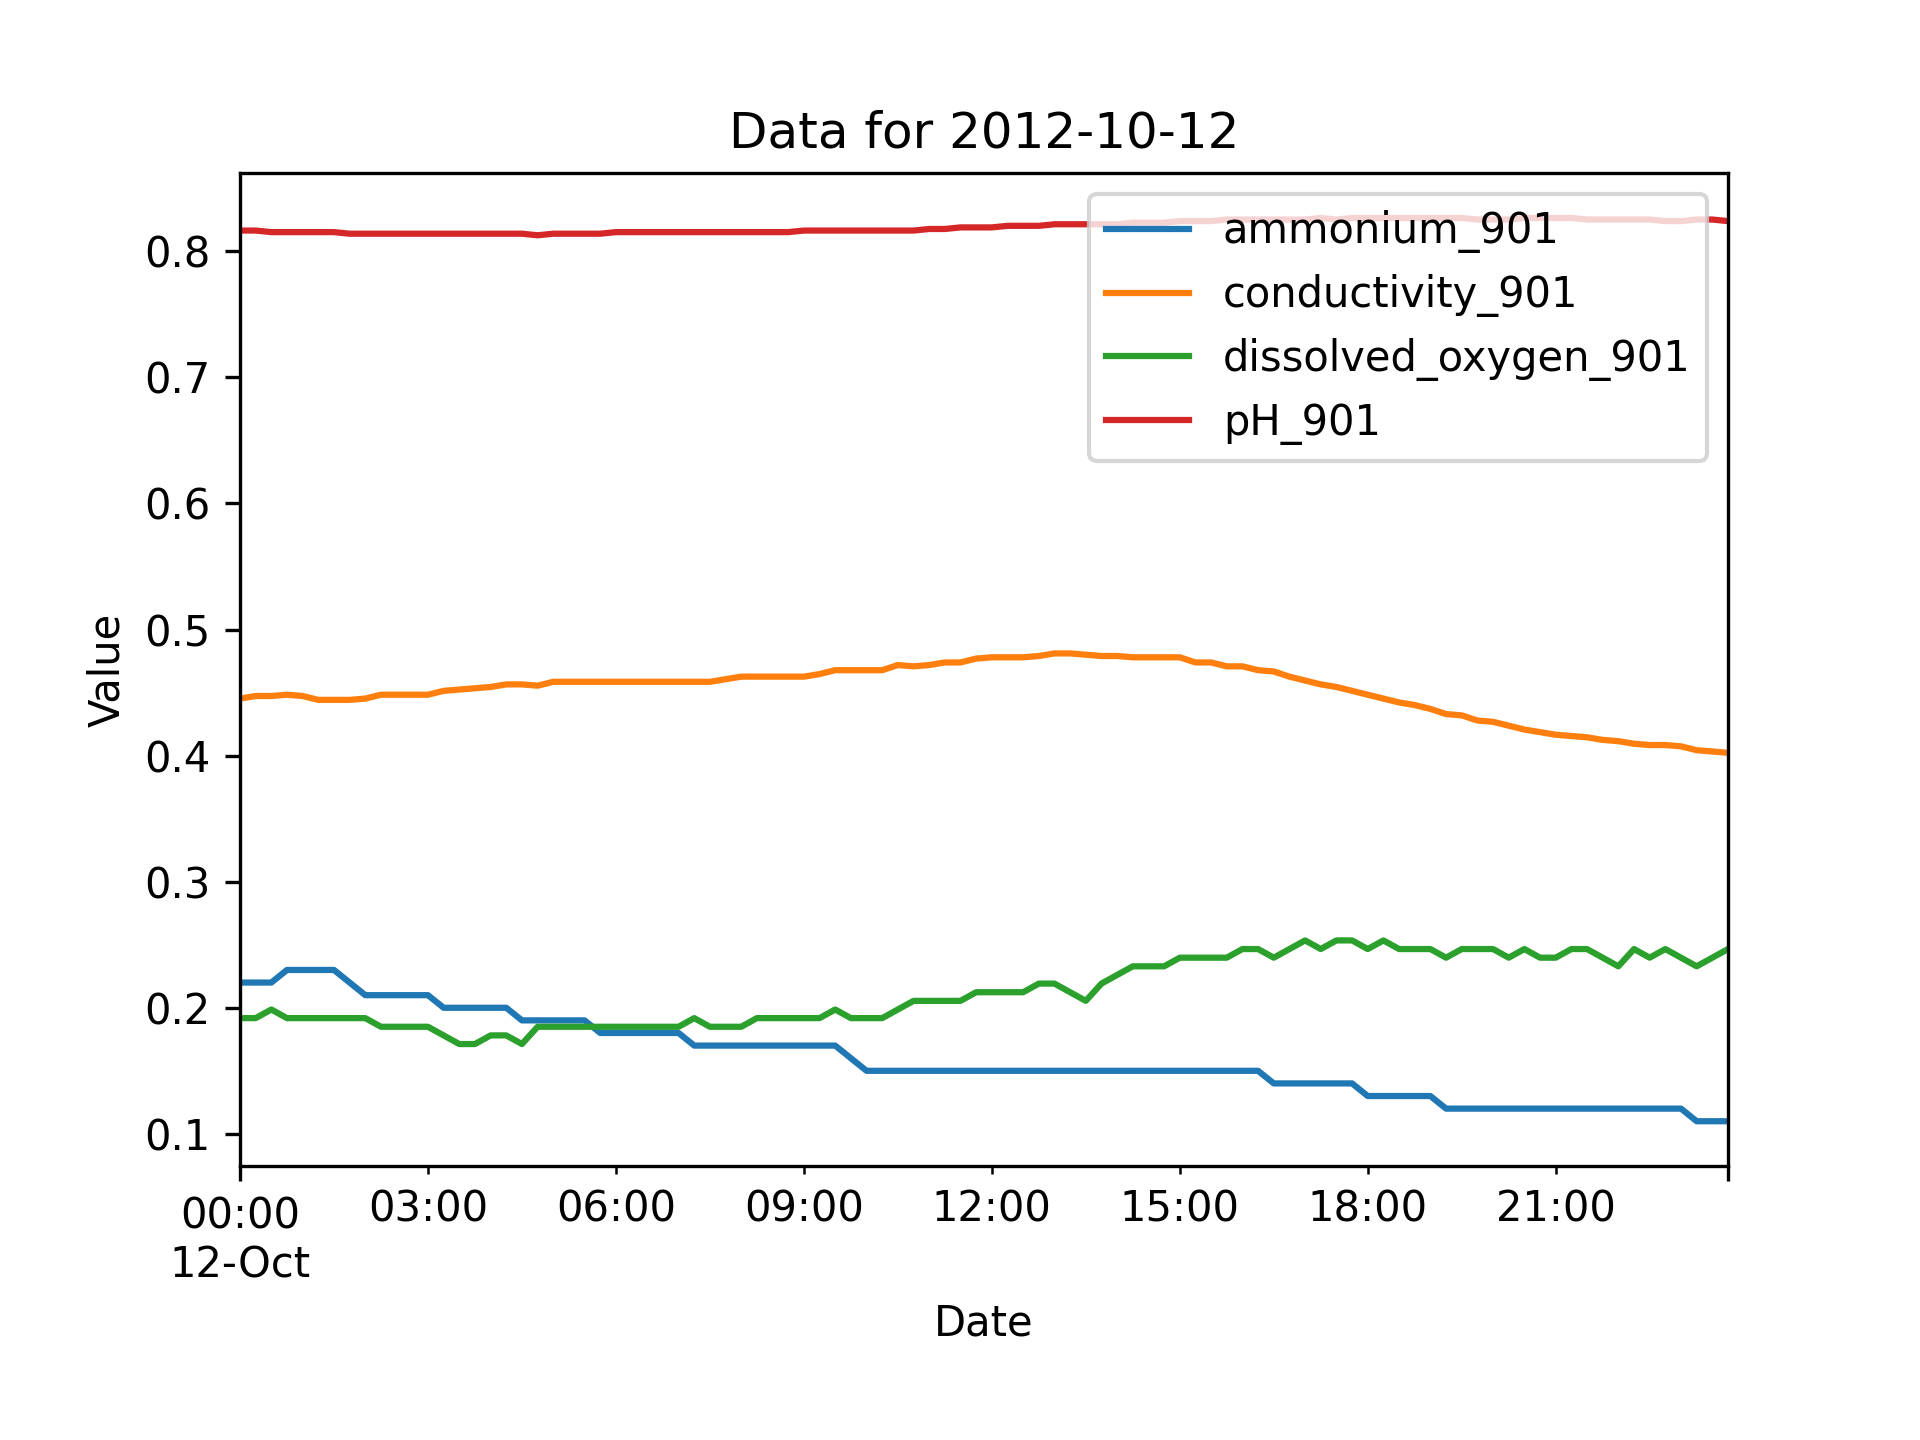 Data for 2012-10-12
ammonium_901
conductivity_901
dissolved_oxygen_901
pH_901
Value
0.8
0.7
0.6
0.5
0.4
0.3
0.2
0.1
00:00 03:00 06:00 09:00 12:00 15:00 18:00 21:00
12-Oct
Date